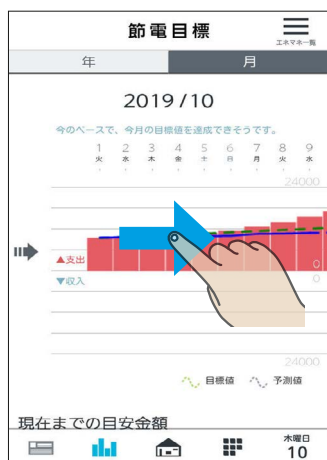 節電目標
エネマネ一覧
年 月
2019/10
今のペースで、今月の目標値を達成できそうです。
1 2 3 4 5 6 7 8 9
火 水 木 金 土 日 月 火 水
24000
▲支出
0
▼収入
0
24000
目標値 予測値
現在までの目安金額
木曜日
10